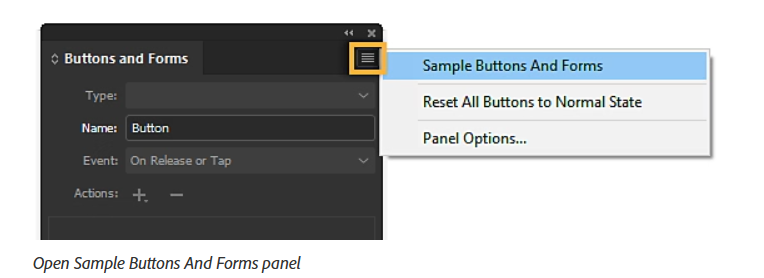 Buttons and Forms
Type:
Name: Button
Event: On Release or Tap
Actions:
Sample Buttons And Forms
Reset All Buttons to Normal State
Panel Options...
Open Sample Buttons And Forms panel